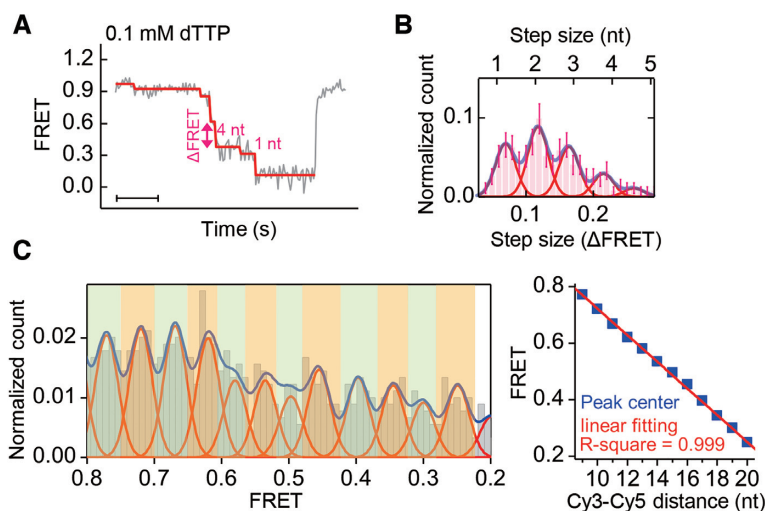 A
0.1 mM dTTP
FRET
1.2
0.9
0.6
0.3
0.0
ΔFRET
4 nt
1 nt
Time (s)
B
Step size (nt)
1 2 3 4 5
Normalized count
0.1
0.0
0.1 0.2
Step size (ΔFRET)
C
Normalized count
0.02
0.01
0.00
0.8 0.7 0.6 0.5 0.4 0.3 0.2
FRET
FRET
0.8
0.6
0.4
0.2
Peak center
linear fitting
R-square = 0.999
10 12 14 16 18 20
Cy3-Cy5 distance (nt)